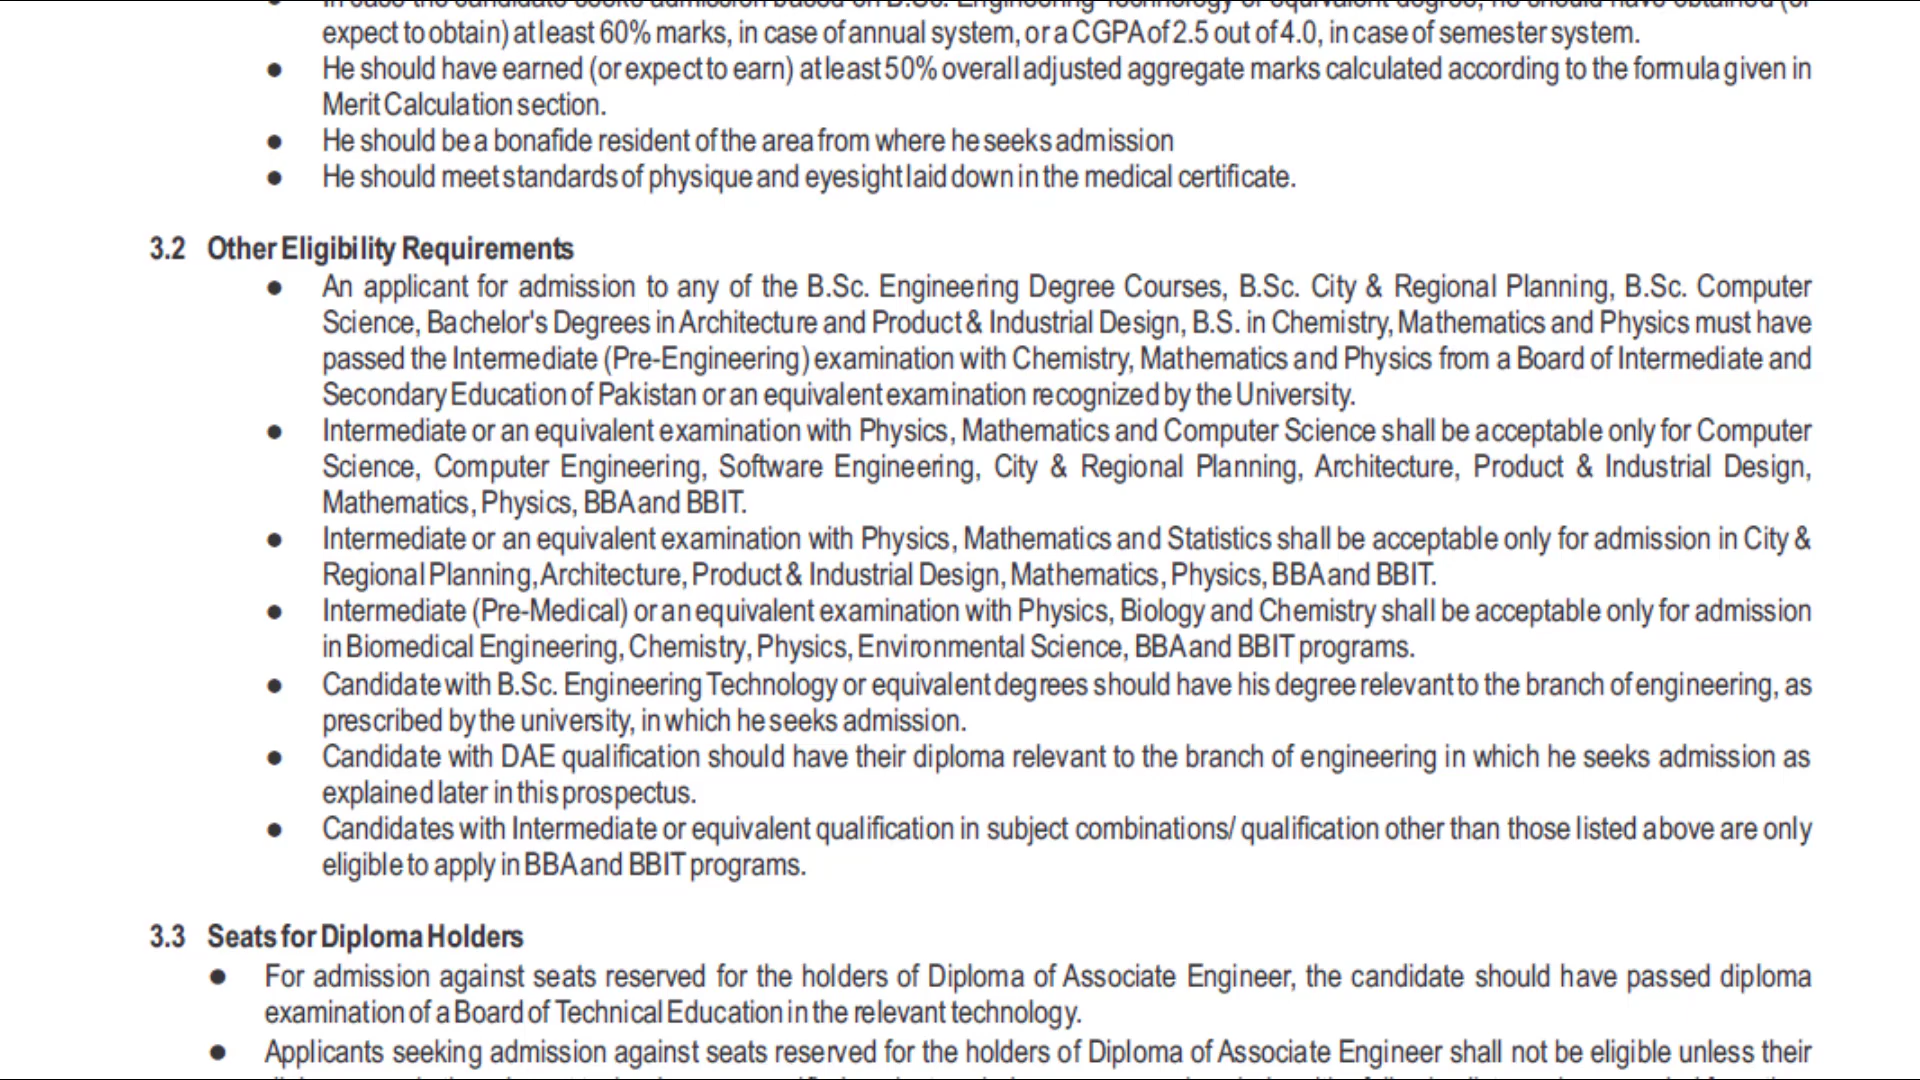 In case the candidate seeks admission based on B.Sc. Engineering Technology or equivalent degree, he should have obtained (or
expect to obtain) at least 60% marks, in case of annual system, or a CGPA of 2.5 out of 4.0, in case of semester system.
● He should have earned (or expect to earn) at least 50% overall adjusted aggregate marks calculated according to the formula given in
Merit Calculation section.
● He should be a bonafide resident of the area from where he seeks admission
● He should meet standards of physique and eyesight laid down in the medical certificate.
3.2 Other Eligibility Requirements
● An applicant for admission to any of the B.Sc. Engineering Degree Courses, B.Sc. City & Regional Planning, B.Sc. Computer
Science, Bachelor's Degrees in Architecture and Product & Industrial Design, B.S. in Chemistry, Mathematics and Physics must have
passed the Intermediate (Pre-Engineering) examination with Chemistry, Mathematics and Physics from a Board of Intermediate and
Secondary Education of Pakistan or an equivalent examination recognized by the University.
● Intermediate or an equivalent examination with Physics, Mathematics and Computer Science shall be acceptable only for Computer
Science, Computer Engineering, Software Engineering, City & Regional Planning, Architecture, Product & Industrial Design,
Mathematics, Physics, BBA and BBIT.
● Intermediate or an equivalent examination with Physics, Mathematics and Statistics shall be acceptable only for admission in City &
Regional Planning, Architecture, Product & Industrial Design, Mathematics, Physics, BBA and BBIT.
● Intermediate (Pre-Medical) or an equivalent examination with Physics, Biology and Chemistry shall be acceptable only for admission
in Biomedical Engineering, Chemistry, Physics, Environmental Science, BBA and BBIT programs.
● Candidate with B.Sc. Engineering Technology or equivalent degrees should have his degree relevant to the branch of engineering, as
prescribed by the university, in which he seeks admission.
● Candidate with DAE qualification should have their diploma relevant to the branch of engineering in which he seeks admission as
explained later in this prospectus.
● Candidates with Intermediate or equivalent qualification in subject combinations/ qualification other than those listed above are only
eligible to apply in BBA and BBIT programs.
3.3 Seats for Diploma Holders
● For admission against seats reserved for the holders of Diploma of Associate Engineer, the candidate should have passed diploma
examination of a Board of Technical Education in the relevant technology.
● Applicants seeking admission against seats reserved for the holders of Diploma of Associate Engineer shall not be eligible unless their